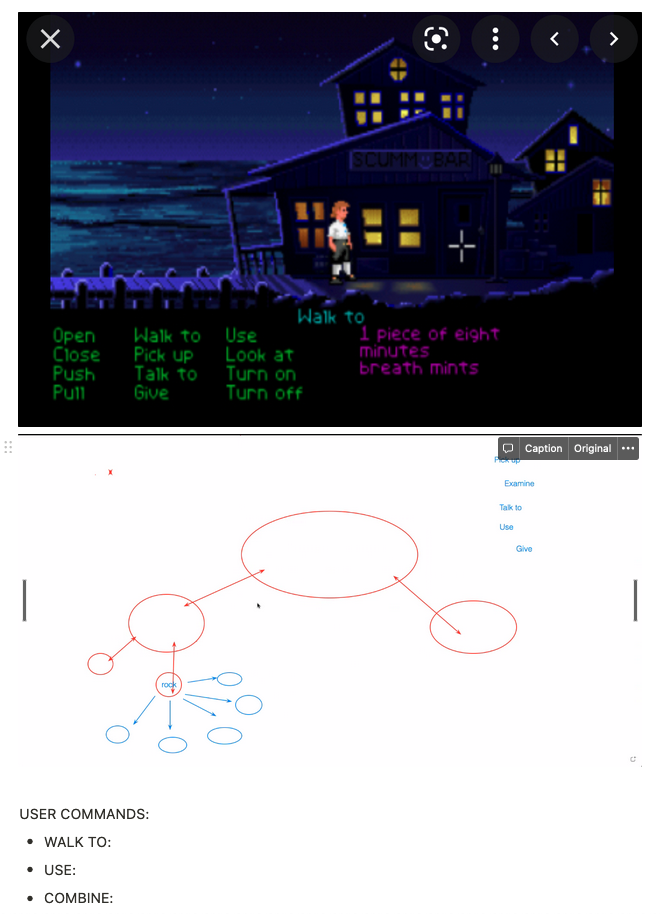 SCUMM BAR
Walk to
Open Walk to Use 1 piece of eight
Close Pick up Look at minutes
Push Talk to Turn on breath mints
Pull Give Turn off
Caption Original
Pick up
Examine
Talk to
Use
Give
x
rock
USER COMMANDS:
• WALK TO:
• USE:
• COMBINE: